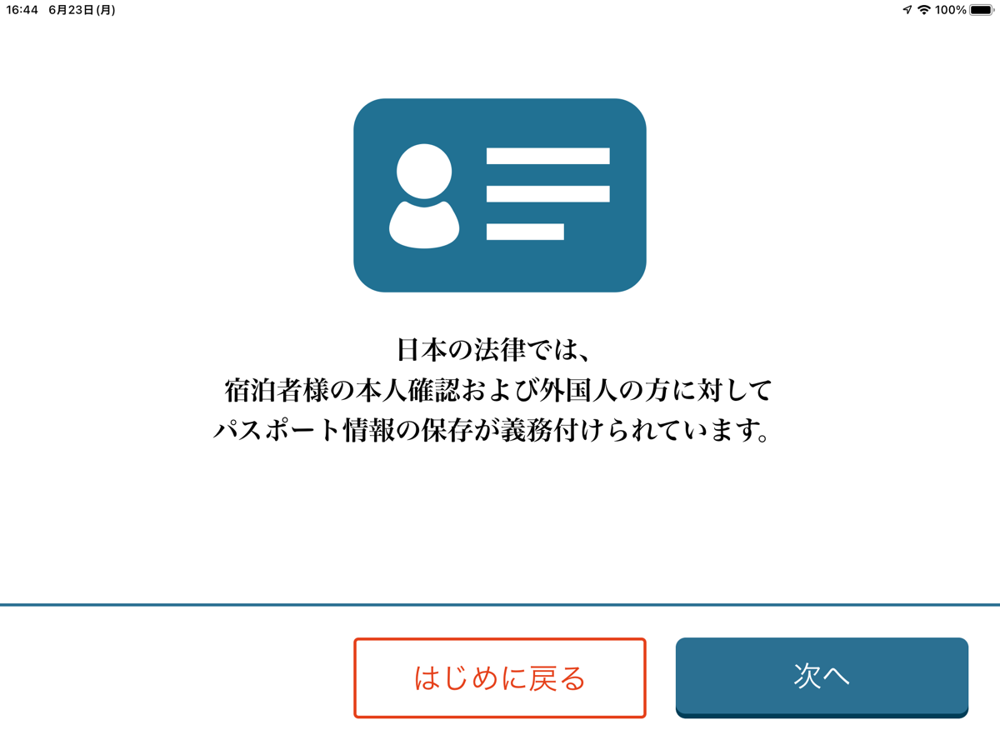 16:44 6月23日(月) 100%
日本の法律では、
宿泊者様の本人確認および外国人の方に対して
パスポート情報の保存が義務付けられています。
はじめに戻る 次へ